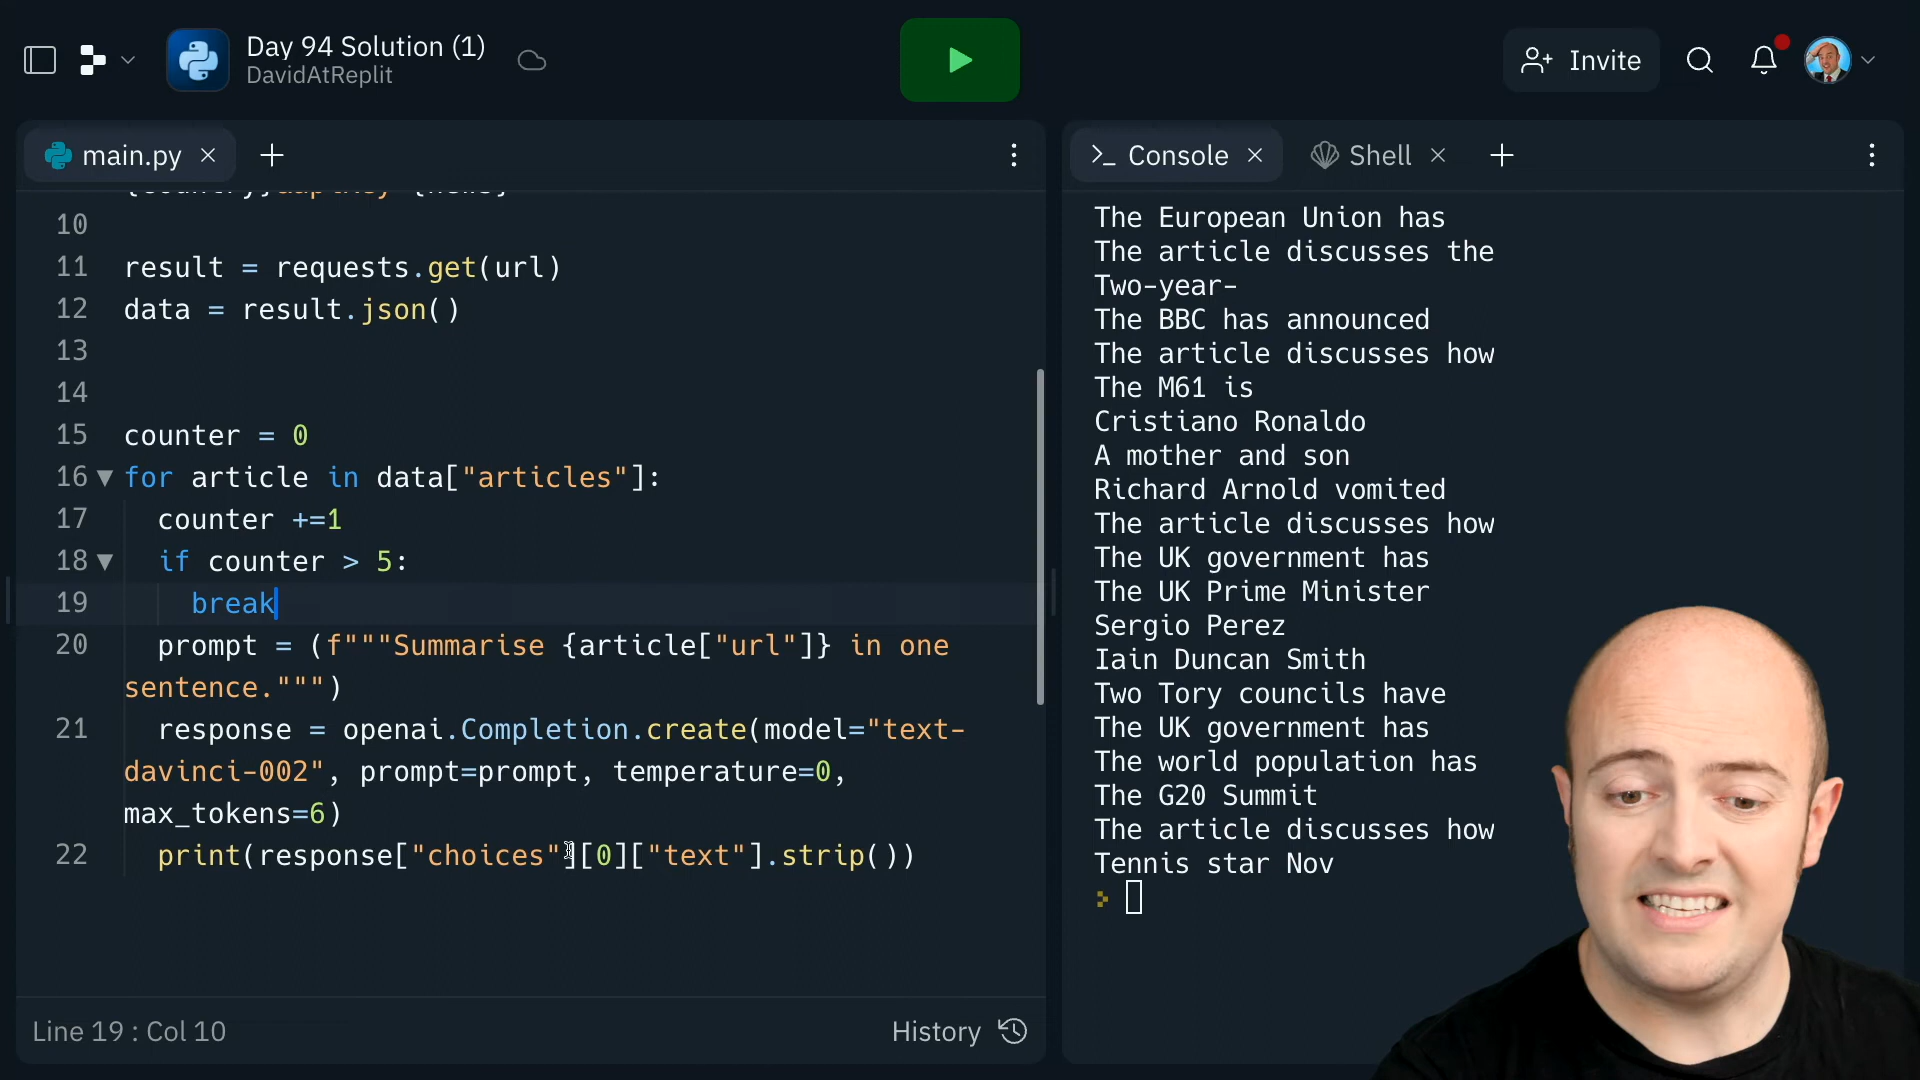 Day 94 Solution (1)
DavidAtReplit
Invite
main.py
Console
Shell
10
11 result = requests.get(url)
12 data = result.json()
13
14
15 counter = 0
16 for article in data["articles"]:
17 counter +=1
18 if counter > 5:
19 break
20 prompt = (f"""Summarise {article["url"]} in one
sentence.""")
21 response = openai.Completion.create(model="text-
davinci-002", prompt=prompt, temperature=0,
max_tokens=6)
22 print(response["choices"][0]["text"].strip())
Line 19 : Col 10
History
The European Union has
The article discusses the
Two-year-
The BBC has announced
The article discusses how
The M61 is
Cristiano Ronaldo
A mother and son
Richard Arnold vomited
The article discusses how
The UK government has
The UK Prime Minister
Sergio Perez
Iain Duncan Smith
Two Tory councils have
The UK government has
The world population has
The G20 Summit
The article discusses how
Tennis star Nov